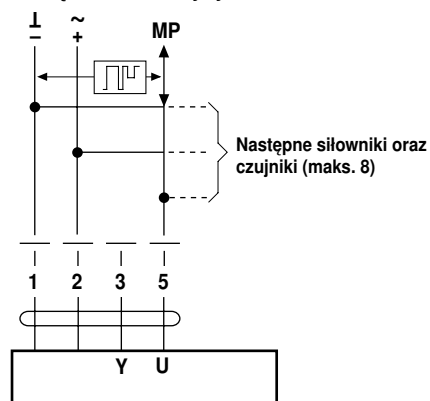 ⊥ ~ MP
– +
Następne siłowniki oraz
czujniki (maks. 8)
1 2 3 5
Y U